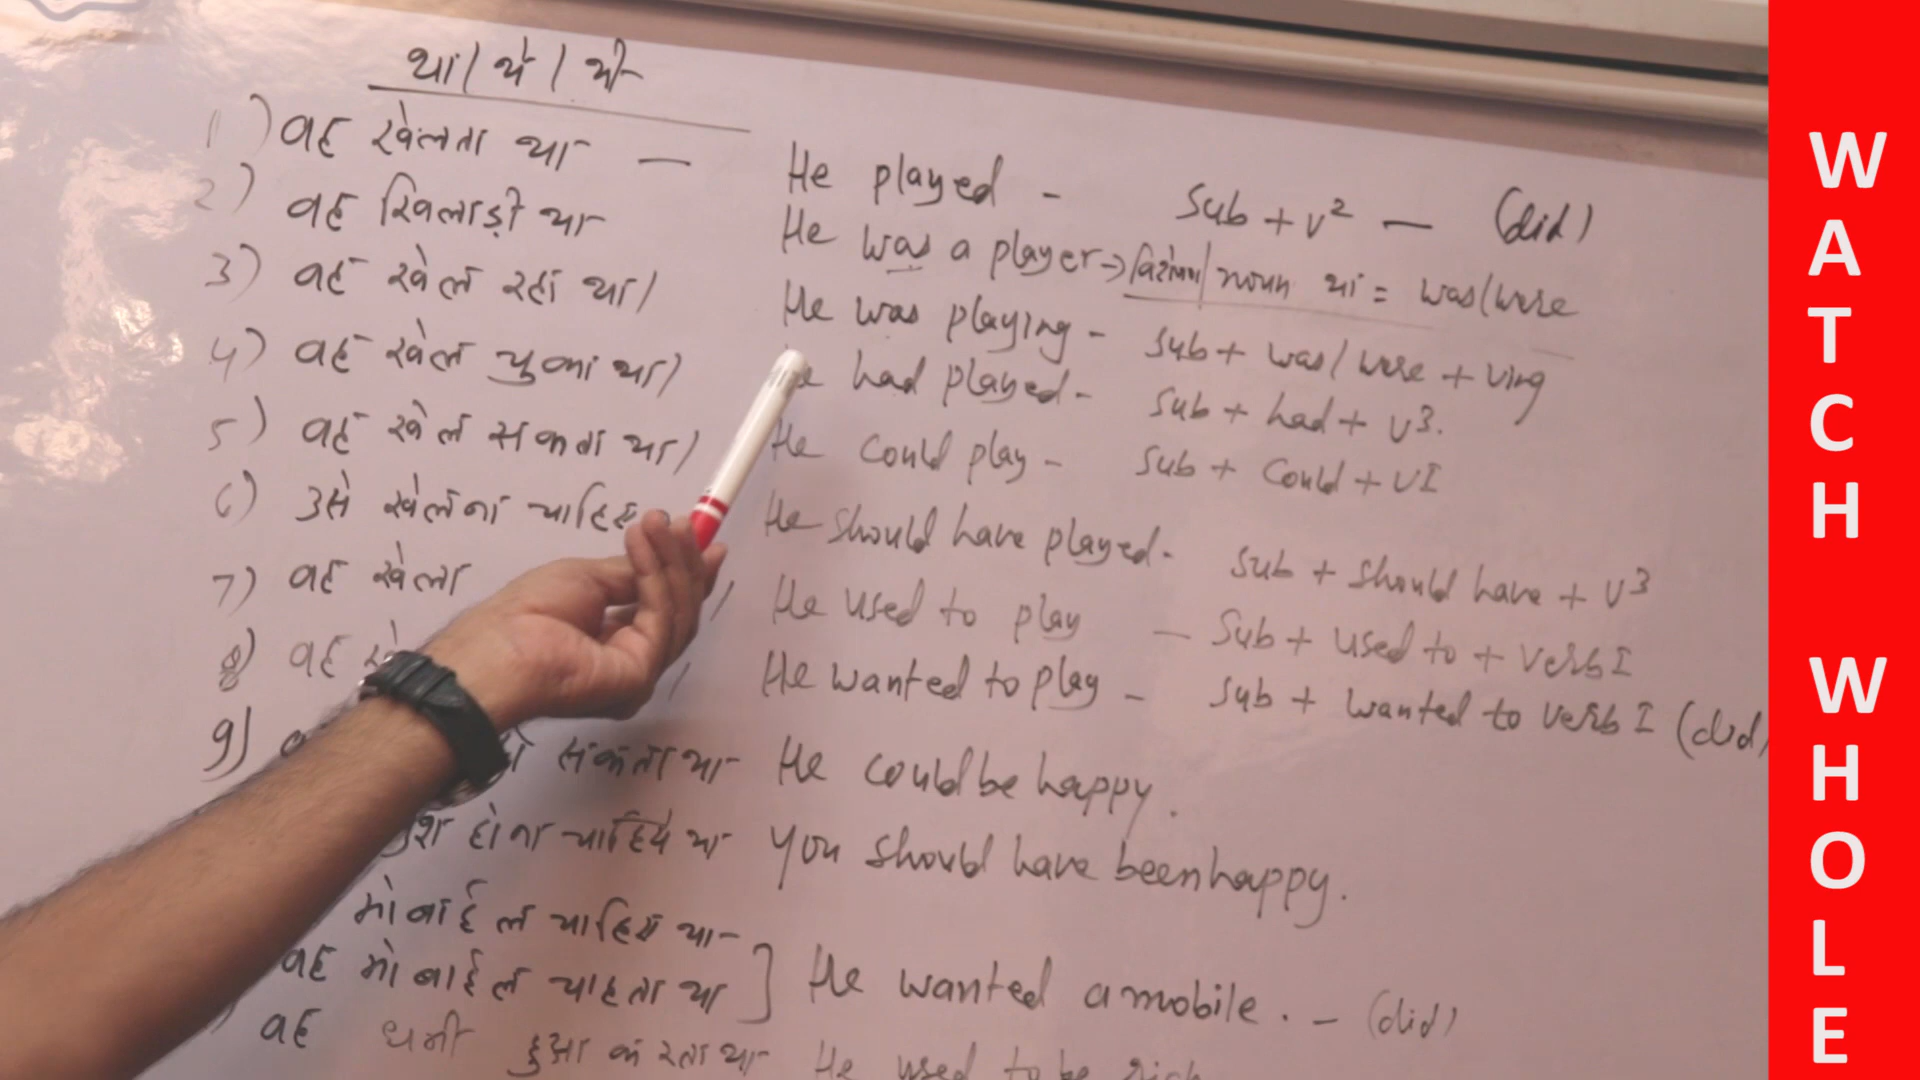 था / थे / थी
1) वह खेलता था — He played - Sub + V² — (did)
2) वह खिलाड़ी था He was a player → विशेषण / noun था = was/were
3) वह खेल रहा था। He was playing - Sub + was/were + Ving
4) वह खेल चुका था। He had played - Sub + had + V3.
5) वह खेल सकता था। He could play - Sub + Could + VI
6) उसे खेलना चाहिए He should have played. Sub + should have + V3
7) वह खेला He used to play — Sub + used to + Verb I
8) वह He wanted to play - Sub + wanted to Verb I (did)
9) हो सकता था He could be happy.
होना चाहिये था You should have been happy.
मोबाईल चाहिये था
वह मोबाईल चाहता था ] He wanted a mobile. - (did)
वह धनी हुआ करता था He used to be rich
WATCH WHOLE